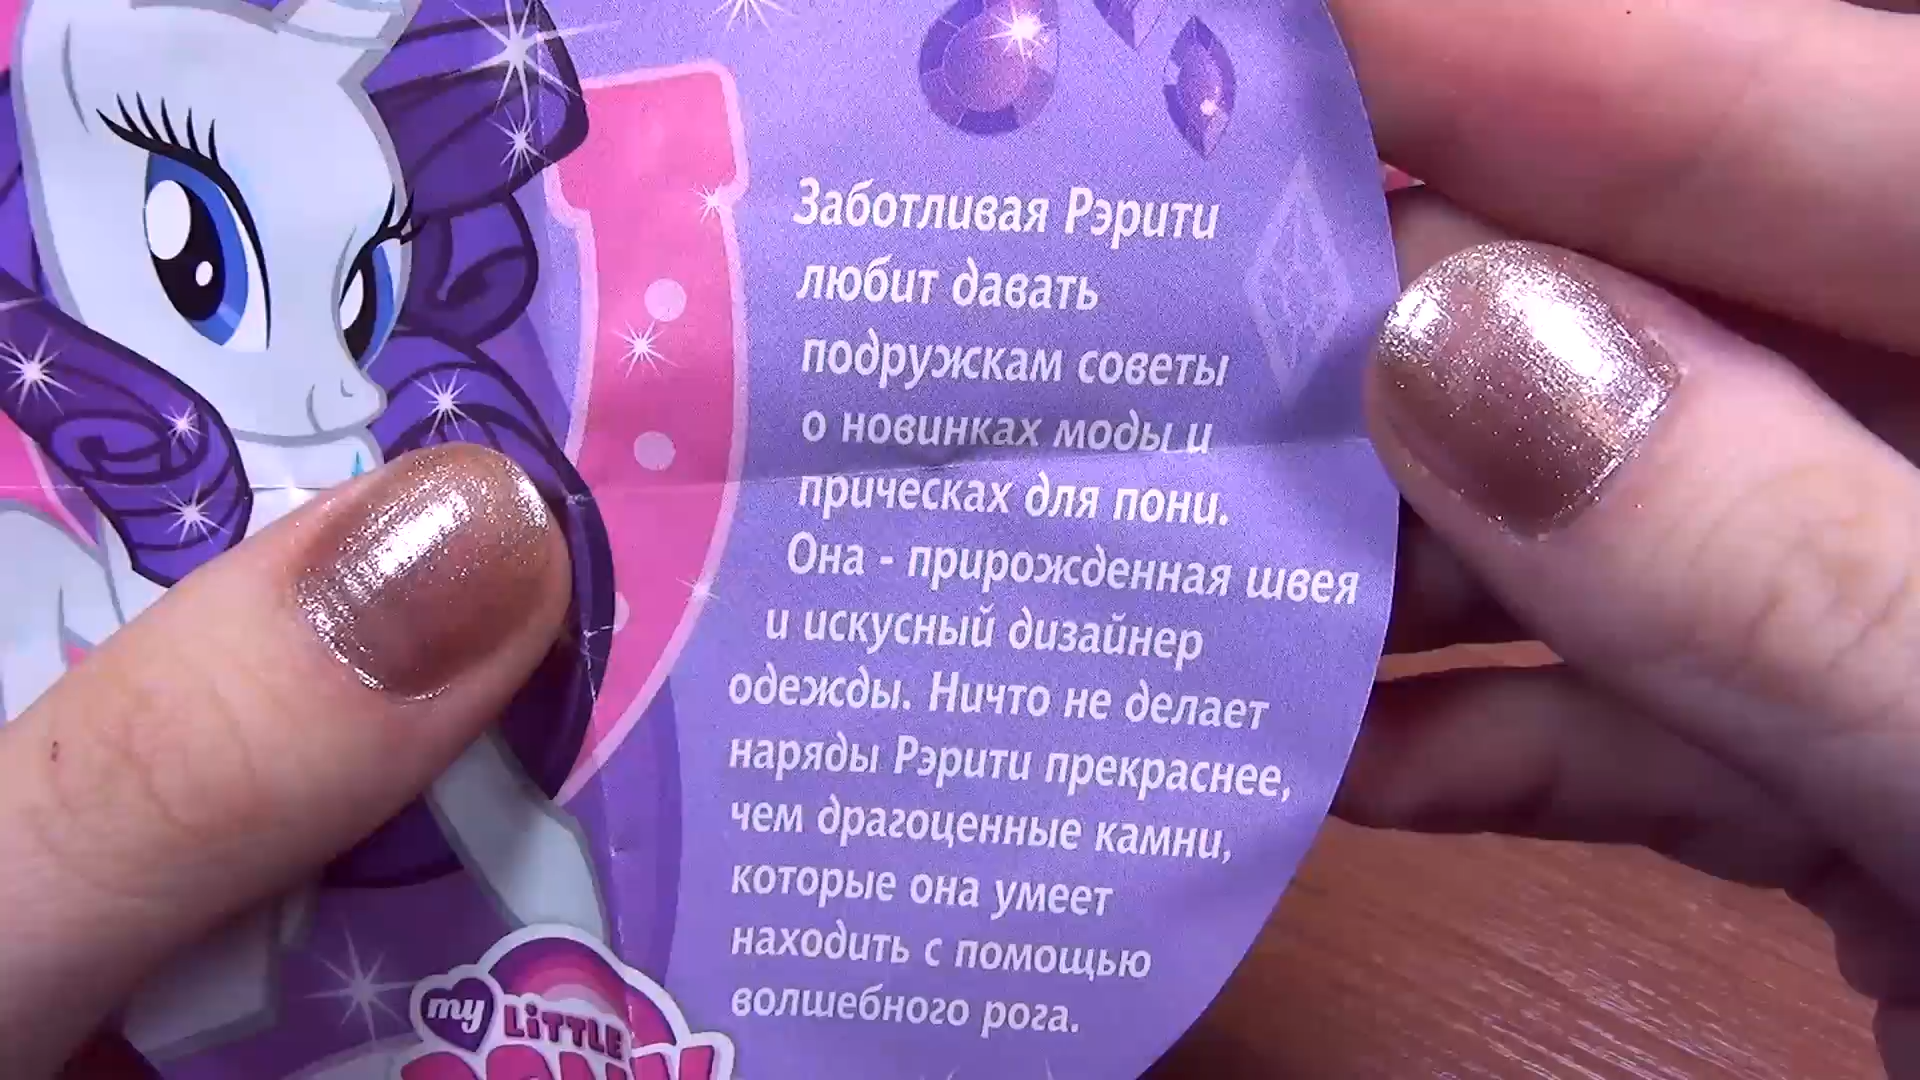 Заботливая Рэрити
любит давать
подружкам советы
о новинках моды и
прическах для пони.
Она - прирожденная швея
и искусный дизайнер
одежды. Ничто не делает
наряды Рэрити прекраснее,
чем драгоценные камни,
которые она умеет
находить с помощью
волшебного рога.
my
LiTTLE
PONY